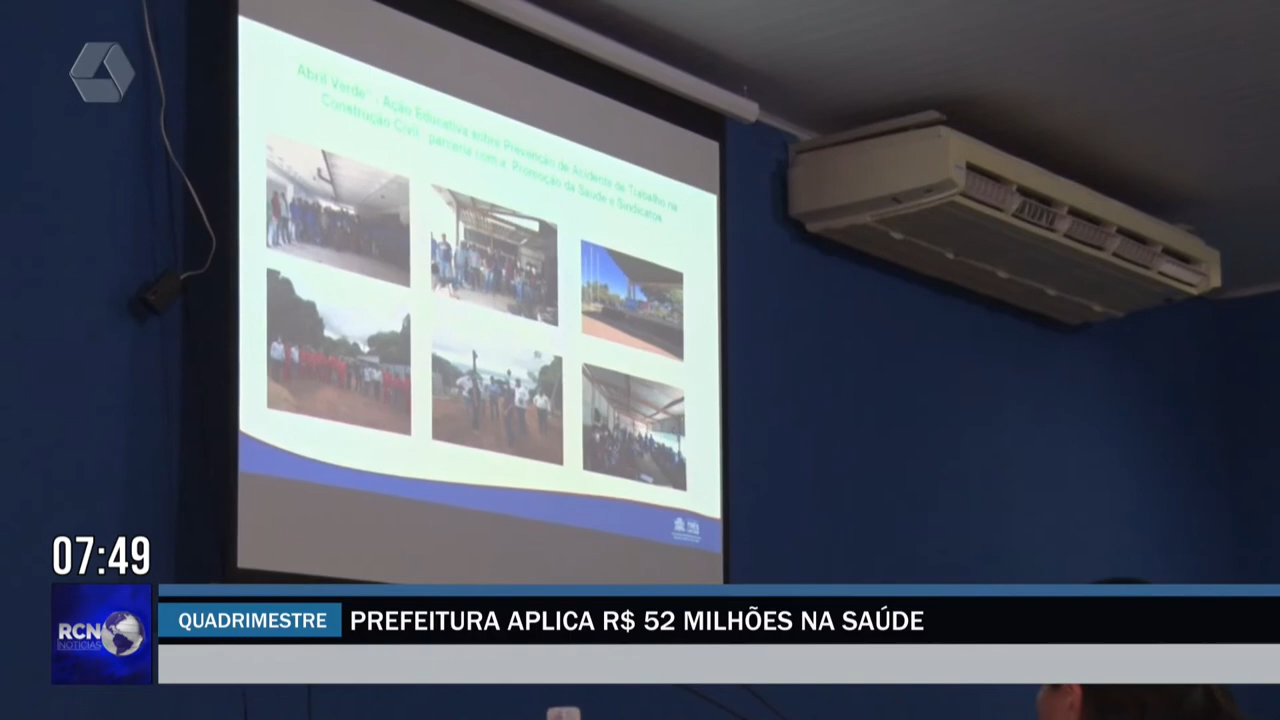 Abril Verde" - Ação Educativa sobre Prevenção de Acidente de Trabalho na
Construção Civil parceria com a Promoção da Saúde e Sindicatos
07:49
RCN
NOTÍCIAS
QUADRIMESTRE
PREFEITURA APLICA R$ 52 MILHÕES NA SAÚDE